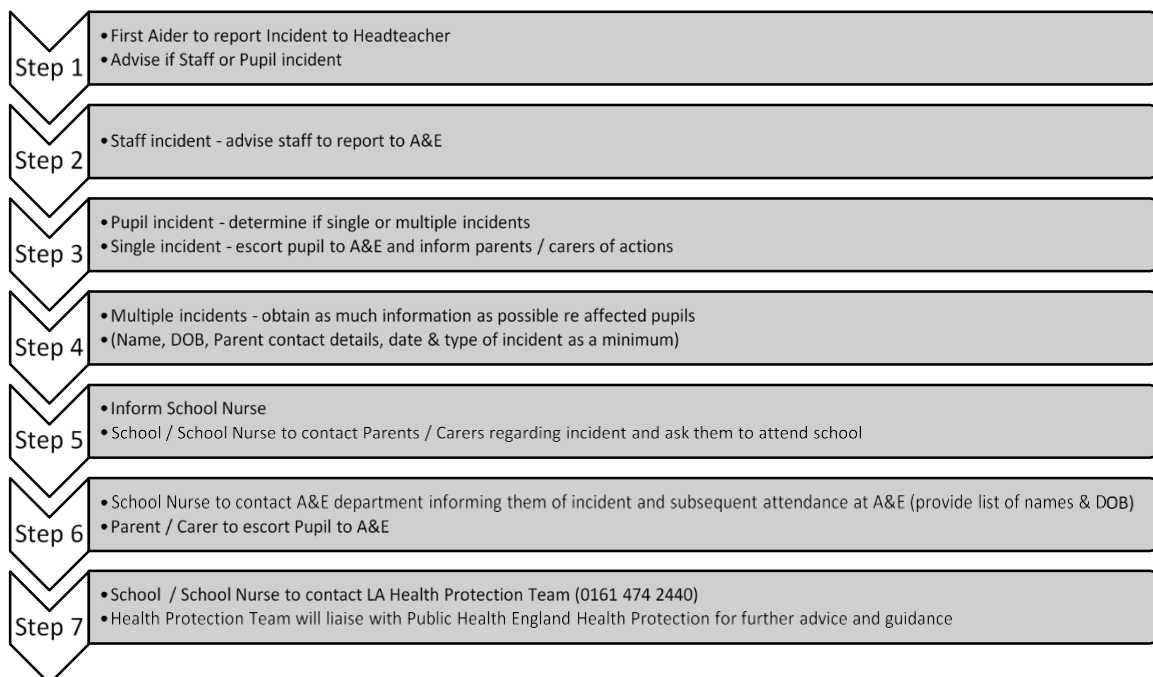 Step 1
• First Aider to report Incident to Headteacher
• Advise if Staff or Pupil incident
Step 2
• Staff incident - advise staff to report to A&E
Step 3
• Pupil incident - determine if single or multiple incidents
• Single incident - escort pupil to A&E and inform parents / carers of actions
Step 4
• Multiple incidents - obtain as much information as possible re affected pupils
• (Name, DOB, Parent contact details, date & type of incident as a minimum)
Step 5
• Inform School Nurse
• School / School Nurse to contact Parents / Carers regarding incident and ask them to attend school
Step 6
• School Nurse to contact A&E department informing them of incident and subsequent attendance at A&E (provide list of names & DOB)
• Parent / Carer to escort Pupil to A&E
Step 7
• School / School Nurse to contact LA Health Protection Team (0161 474 2440)
• Health Protection Team will liaise with Public Health England Health Protection for further advice and guidance